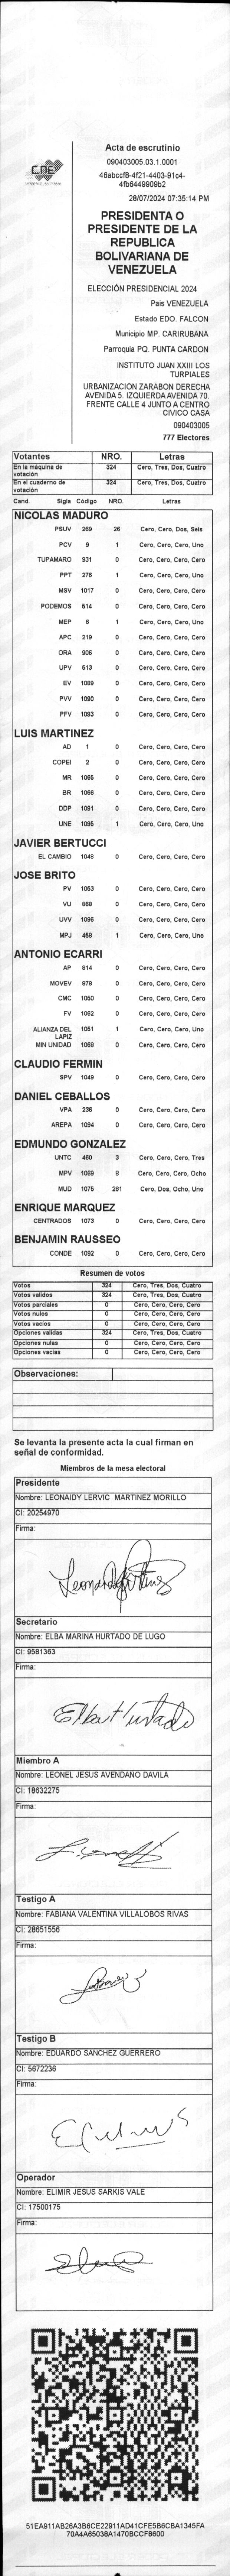 CNE
Acta de escrutinio
090403005.03.1.0001
46abccf8-4f21-4403-91c4-
4fb6449909b2
28/07/2024 07:35:14 PM
PRESIDENTA O
PRESIDENTE DE LA
REPUBLICA
BOLIVARIANA DE
VENEZUELA
ELECCIÓN PRESIDENCIAL 2024
Pais VENEZUELA
Estado EDO. FALCON
Municipio MP. CARIRUBANA
Parroquia PQ. PUNTA CARDON
INSTITUTO JUAN XXIII LOS
TURPIALES
URBANIZACIÓN ZARABON DERECHA
AVENIDA 5. IZQUIERDA AVENIDA 70.
FRENTE CALLE 4 JUNTO A CENTRO
CIVICO CASA
090403005
777 Electores
Votantes NRO. Letras
En la máquina de votación 324 Cero, Tres, Dos, Cuatro
En el cuaderno de votación 324 Cero, Tres, Dos, Cuatro
Cand. Sigla Código NRO. Letras
NICOLAS MADURO
PSUV 269 26 Cero, Cero, Dos, Seis
PCV 9 1 Cero, Cero, Cero, Uno
TUPAMARO 931 0 Cero, Cero, Cero, Cero
PPT 276 1 Cero, Cero, Cero, Uno
MSV 1017 0 Cero, Cero, Cero, Cero
PODEMOS 514 0 Cero, Cero, Cero, Cero
MEP 6 1 Cero, Cero, Cero, Uno
APC 219 0 Cero, Cero, Cero, Cero
ORA 906 0 Cero, Cero, Cero, Cero
UPV 513 0 Cero, Cero, Cero, Cero
EV 1089 0 Cero, Cero, Cero, Cero
PVV 1090 0 Cero, Cero, Cero, Cero
PFV 1093 0 Cero, Cero, Cero, Cero
LUIS MARTINEZ
AD 1 0 Cero, Cero, Cero, Cero
COPEI 2 0 Cero, Cero, Cero, Cero
MR 1065 0 Cero, Cero, Cero, Cero
BR 1066 0 Cero, Cero, Cero, Cero
DDP 1091 0 Cero, Cero, Cero, Cero
UNE 1095 1 Cero, Cero, Cero, Uno
JAVIER BERTUCCI
EL CAMBIO 1048 0 Cero, Cero, Cero, Cero
JOSE BRITO
PV 1053 0 Cero, Cero, Cero, Cero
VU 868 0 Cero, Cero, Cero, Cero
UVV 1096 0 Cero, Cero, Cero, Cero
MPJ 459 1 Cero, Cero, Cero, Uno
ANTONIO ECARRI
AP 814 0 Cero, Cero, Cero, Cero
MOVEV 878 0 Cero, Cero, Cero, Cero
CMC 1050 0 Cero, Cero, Cero, Cero
FV 1062 0 Cero, Cero, Cero, Cero
ALIANZA DEL LAPIZ 1051 1 Cero, Cero, Cero, Uno
MIN UNIDAD 1068 0 Cero, Cero, Cero, Cero
CLAUDIO FERMIN
SPV 1049 0 Cero, Cero, Cero, Cero
DANIEL CEBALLOS
VPA 236 0 Cero, Cero, Cero, Cero
AREPA 1094 0 Cero, Cero, Cero, Cero
EDMUNDO GONZALEZ
UNTC 460 3 Cero, Cero, Cero, Tres
MPV 1069 8 Cero, Cero, Cero, Ocho
MUD 1075 281 Cero, Dos, Ocho, Uno
ENRIQUE MARQUEZ
CENTRADOS 1073 0 Cero, Cero, Cero, Cero
BENJAMIN RAUSSEO
CONDE 1092 0 Cero, Cero, Cero, Cero
Resumen de votos
Votos 324 Cero, Tres, Dos, Cuatro
Votos validos 324 Cero, Tres, Dos, Cuatro
Votos parciales 0 Cero, Cero, Cero, Cero
Votos nulos 0 Cero, Cero, Cero, Cero
Votos vacios 0 Cero, Cero, Cero, Cero
Opciones validas 324 Cero, Tres, Dos, Cuatro
Opciones nulas 0 Cero, Cero, Cero, Cero
Opciones vacias 0 Cero, Cero, Cero, Cero
Observaciones:
Se levanta la presente acta la cual firman en
señal de conformidad.
Miembros de la mesa electoral
Presidente
Nombre: LEONAIDY LERVIC MARTINEZ MORILLO
CI: 20254970
Firma:
Secretario
Nombre: ELBA MARINA HURTADO DE LUGO
CI: 9581363
Firma:
Elba Hurtado
Miembro A
Nombre: LEONEL JESUS AVENDANO DAVILA
CI: 18632275
Firma:
Testigo A
Nombre: FABIANA VALENTINA VILLALOBOS RIVAS
CI: 28651556
Firma:
Testigo B
Nombre: EDUARDO SANCHEZ GUERRERO
CI: 5672236
Firma:
Operador
Nombre: ELIMIR JESUS SARKIS VALE
CI: 17500175
Firma:
51EA911AB26A3B6CE22911AD41CFE5B6CBA1345FA
70A4A65038A1470BCCF8600